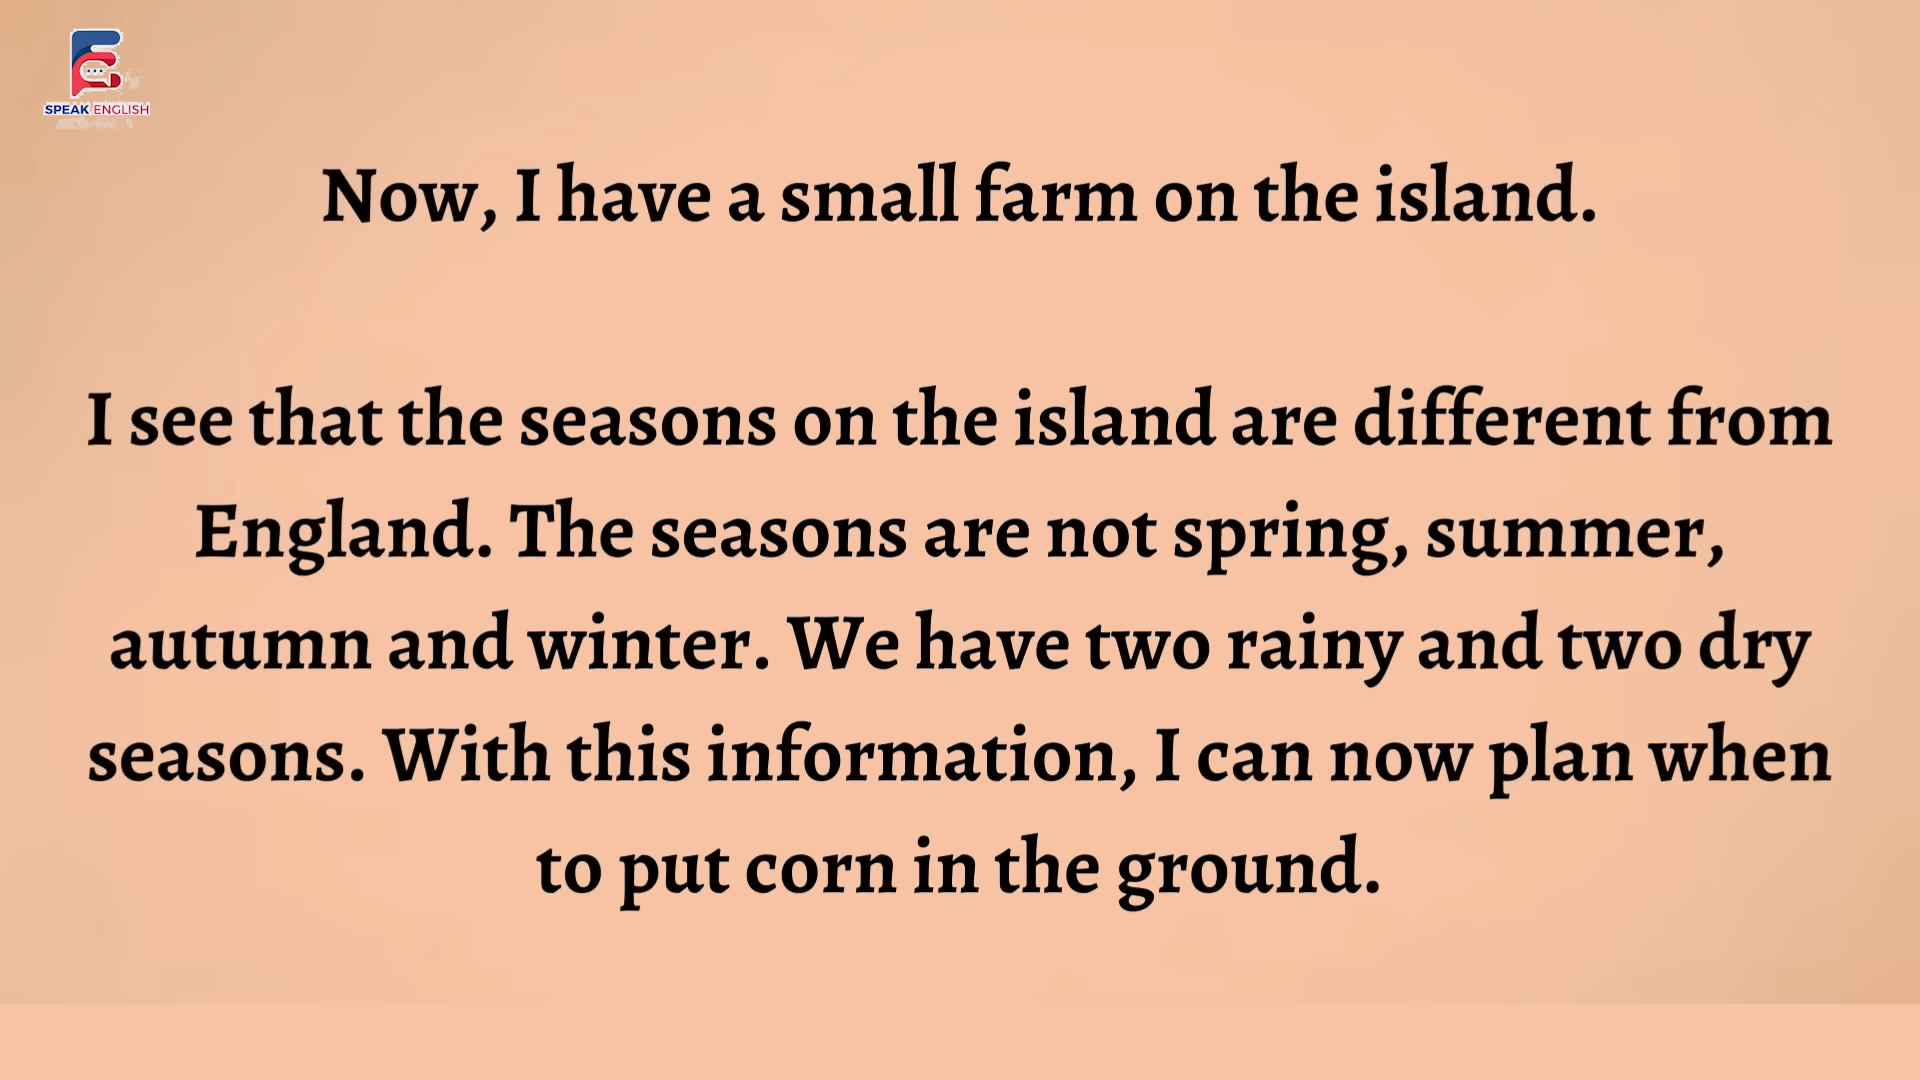 SPEAK ENGLISH
Now, I have a small farm on the island.
I see that the seasons on the island are different from
England. The seasons are not spring, summer,
autumn and winter. We have two rainy and two dry
seasons. With this information, I can now plan when
to put corn in the ground.